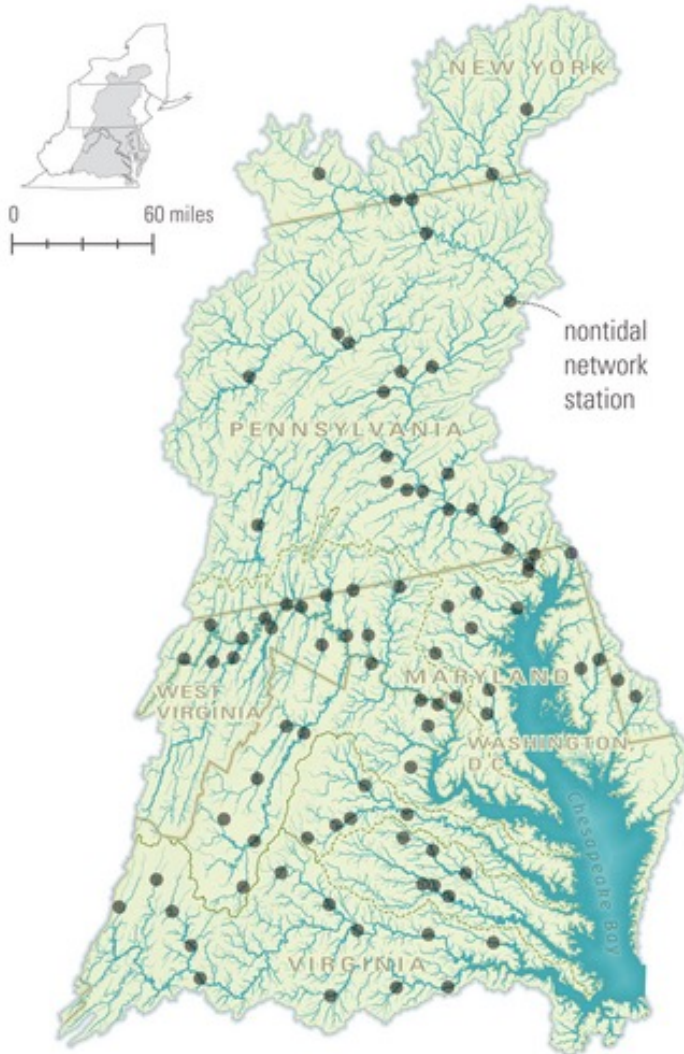 NEW YORK
0 60 miles
nontidal
network
station
PENNSYLVANIA
WEST
VIRGINIA
MARYLAND
WASHINGTON
D.C.
Chesapeake Bay
VIRGINIA